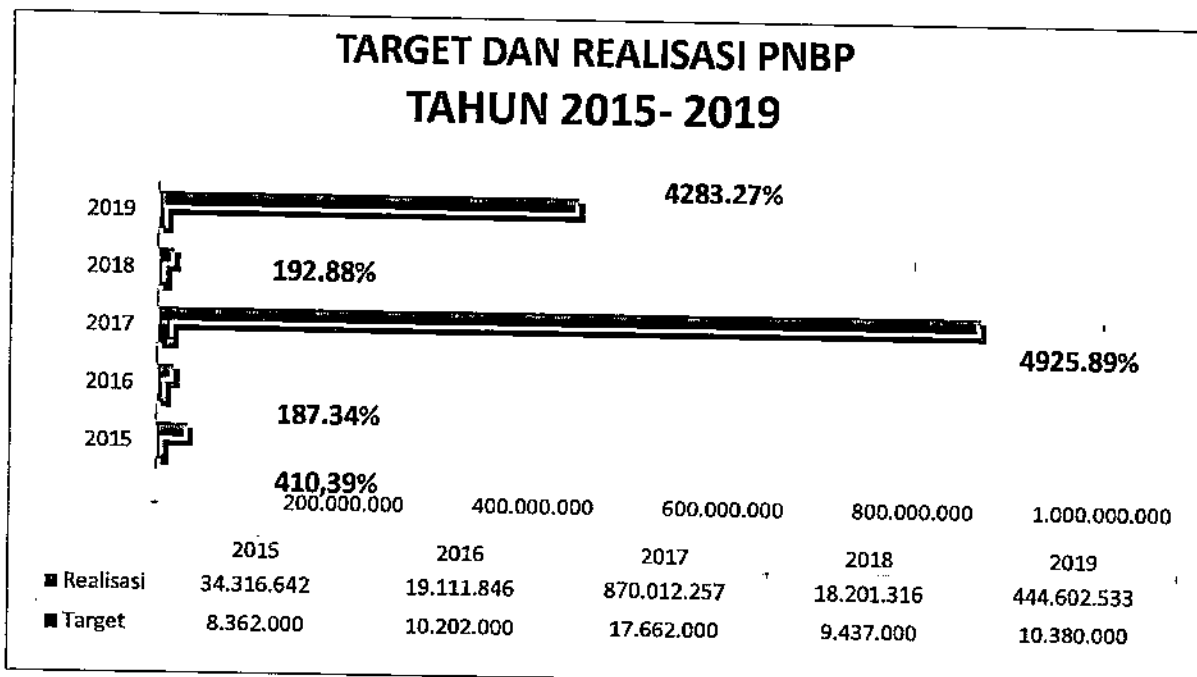 TARGET DAN REALISASI PNBP
TAHUN 2015- 2019
2019 4283.27%
2018 192.88%
2017 4925.89%
2016 187.34%
2015 410,39%
- 200.000.000 400.000.000 600.000.000 800.000.000 1.000.000.000
2015 2016 2017 2018 2019
Realisasi 34.316.642 19.111.846 870.012.257 18.201.316 444.602.533
Target 8.362.000 10.202.000 17.662.000 9.437.000 10.380.000